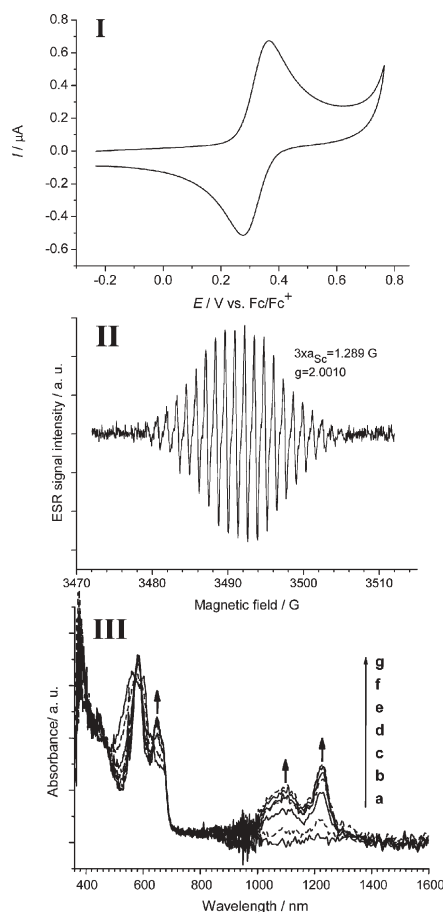 I
0.8
0.6
0.4
0.2
0.0
-0.2
-0.4
-0.6
I / µA
-0.2 0.0 0.2 0.4 0.6 0.8
E / V vs. Fc/Fc+
II
3xaSc=1.289 G
g=2.0010
ESR signal intensity / a. u.
3470 3480 3490 3500 3510
Magnetic field / G
III
g
f
e
d
c
b
a
Absorbance/ a. u.
400 600 800 1000 1200 1400 1600
Wavelength / nm